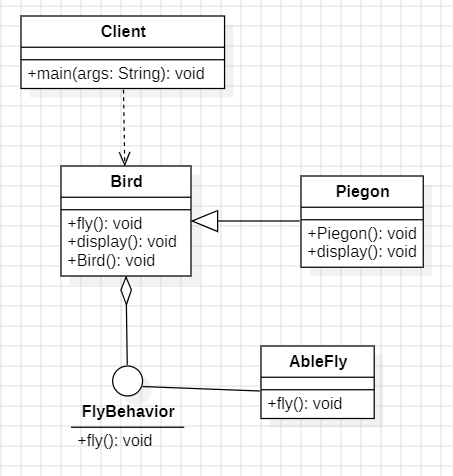 Client
+main(args: String): void
Bird
+fly(): void
+display(): void
+Bird(): void
Piegon
+Piegon(): void
+display(): void
FlyBehavior
+fly(): void
AbleFly
+fly(): void